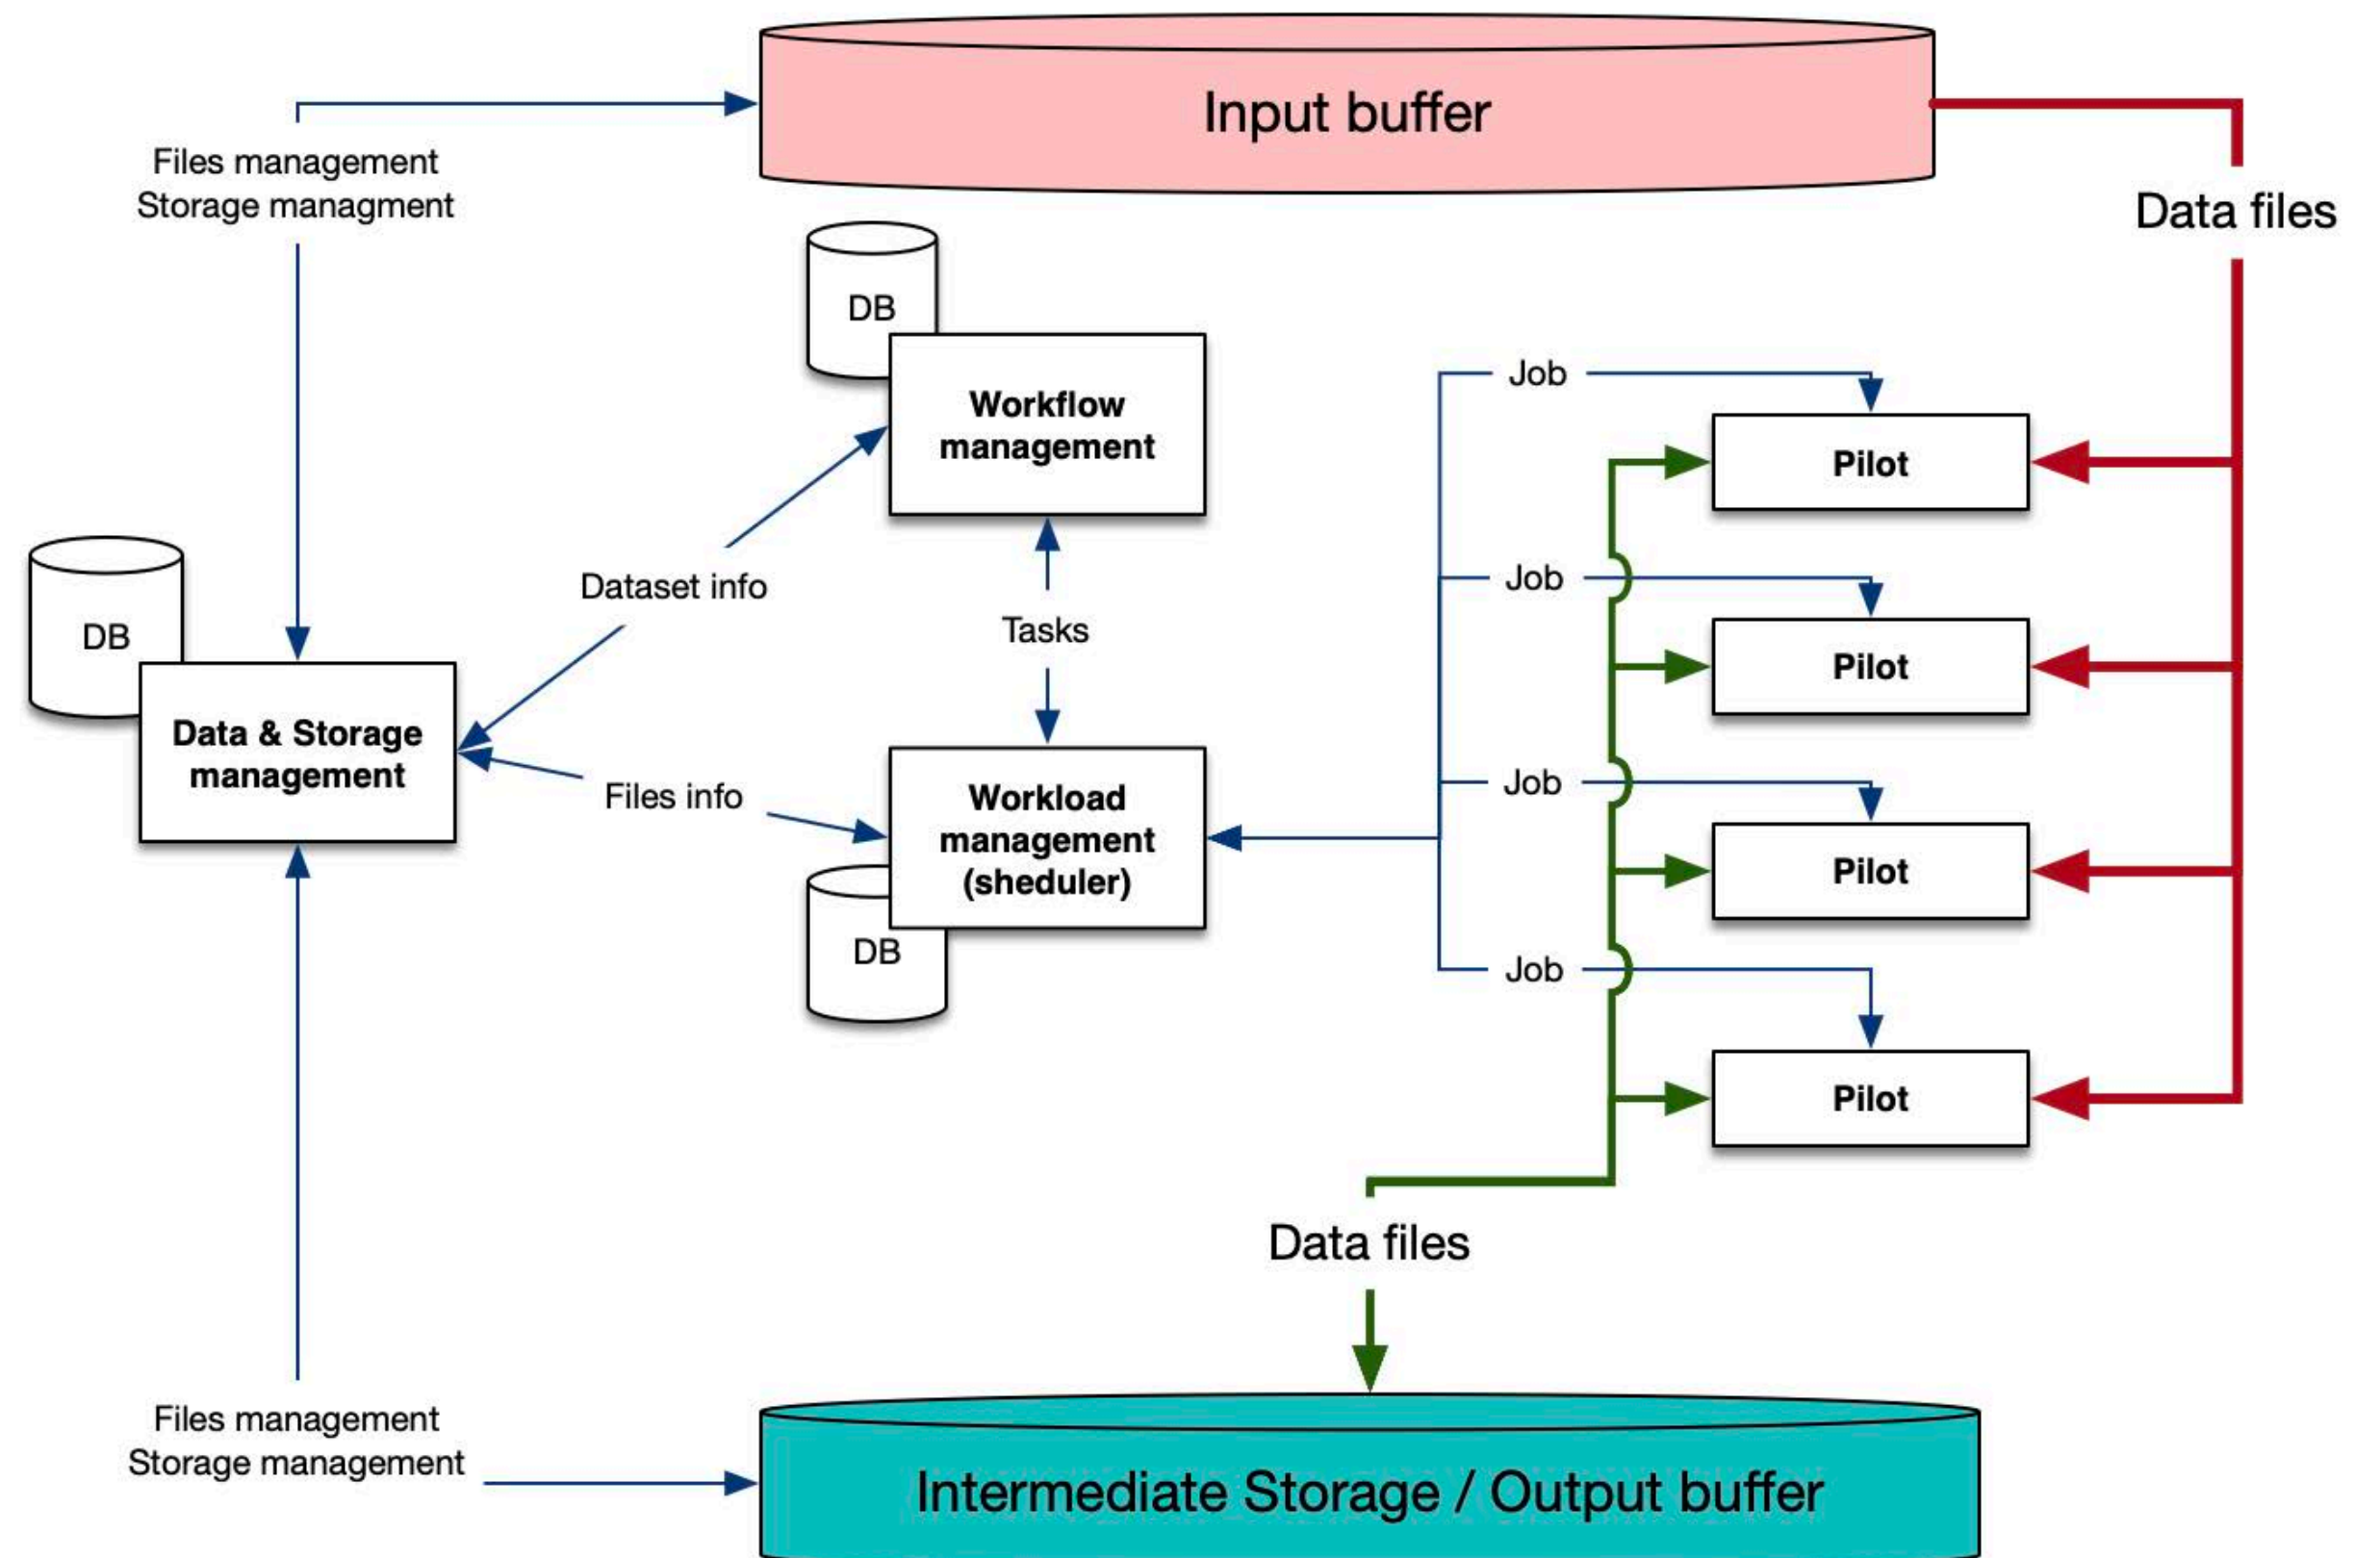 Input buffer
Files management
Storage managment
Data files
DB
Workflow
management
Job
Pilot
Job
Dataset info
Tasks
DB
Pilot
Data & Storage
management
Files info
Workload
management
(sheduler)
Job
Pilot
DB
Job
Pilot
Data files
Files management
Storage management
Intermediate Storage / Output buffer